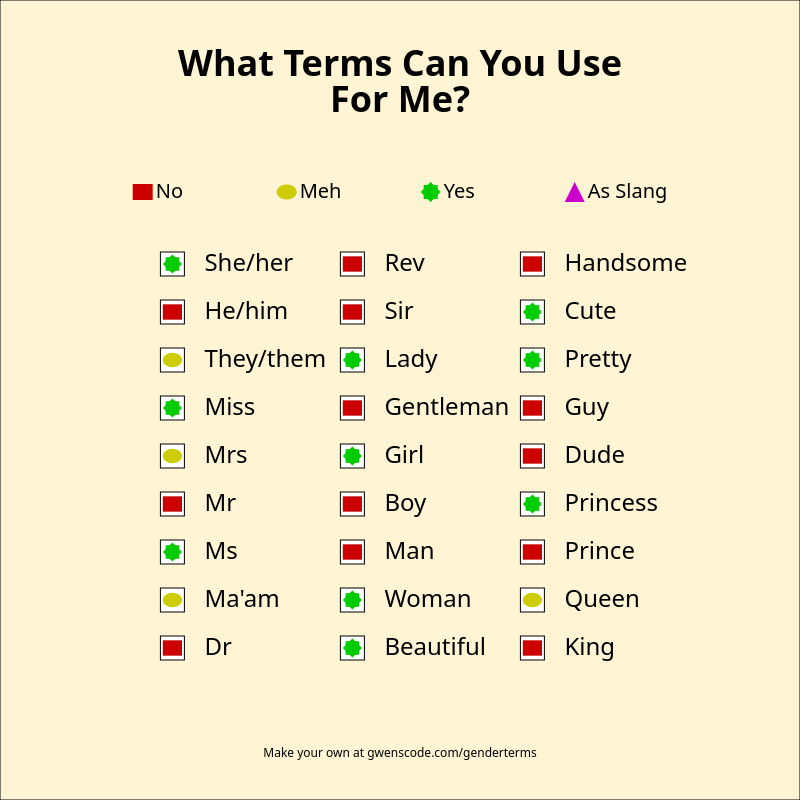 What Terms Can You Use
For Me?
No Meh Yes As Slang
She/her Rev Handsome
He/him Sir Cute
They/them Lady Pretty
Miss Gentleman Guy
Mrs Girl Dude
Mr Boy Princess
Ms Man Prince
Ma'am Woman Queen
Dr Beautiful King
Make your own at gwenscode.com/genderterms